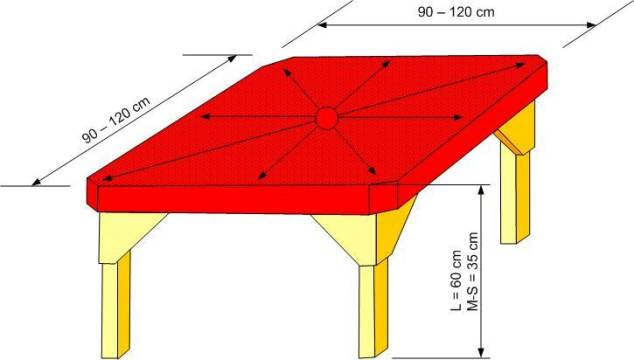 90 – 120 cm
90 – 120 cm
L = 60 cm
M-S = 35 cm